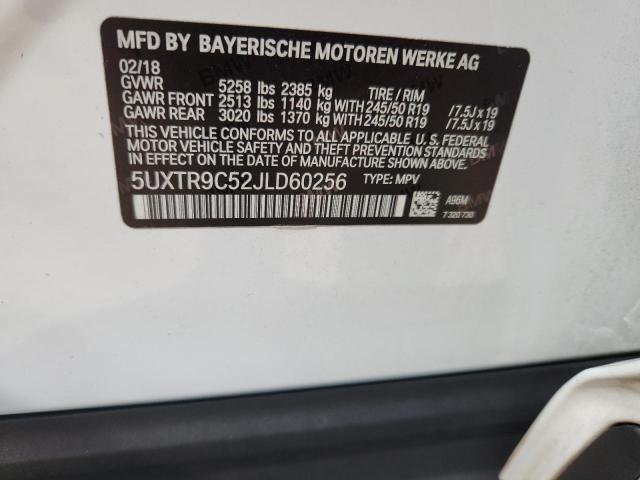 MFD BY BAYERISCHE MOTOREN WERKE AG
02/18
GVWR 5258 lbs 2385 kg TIRE / RIM
GAWR FRONT 2513 lbs 1140 kg WITH 245/50 R19 / 7.5J x 19
GAWR REAR 3020 lbs 1370 kg WITH 245/50 R19 / 7.5J x 19
THIS VEHICLE CONFORMS TO ALL APPLICABLE U.S. FEDERAL
MOTOR VEHICLE SAFETY AND THEFT PREVENTION
STANDARDS IN EFFECT ON THE DATE OF MANUFACTURE
5UXTR9C52JLD60256 TYPE: MPV
A96M
7 320 730